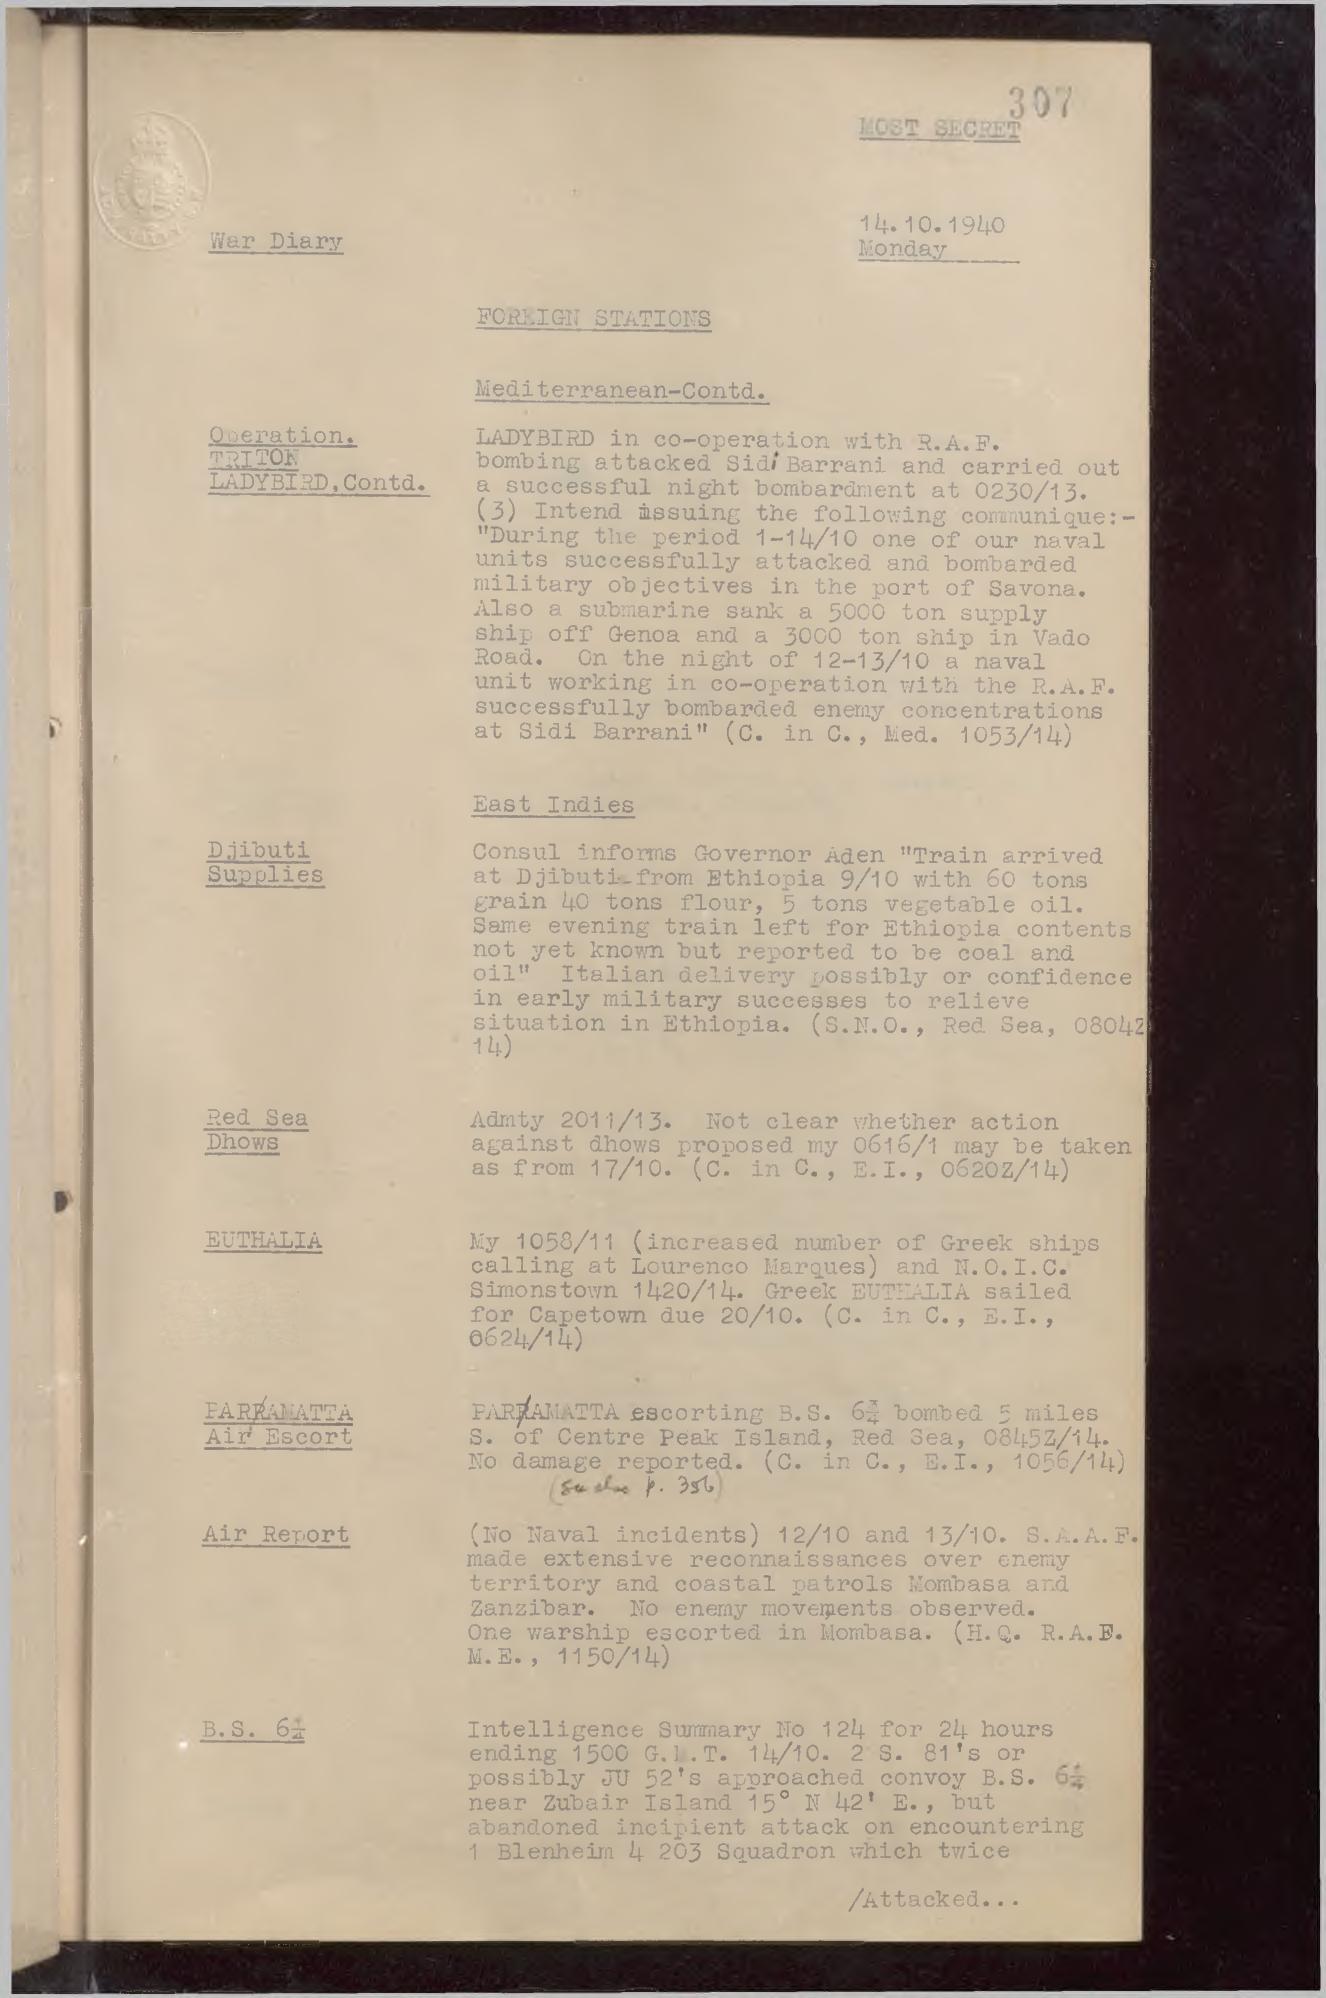 307
MOST SECRET
14.10.1940
War Diary
Monday
FOREIGN STATIONS
Mediterranean-Contd.
Operation.
TRITON
LADYBIRD,Contd.
LADYBIRD in co-operation with R.A.F.
bombing attacked Sidi Barrani and carried out
a successful night bombardment at 0230/13.
(3) Intend issuing the following communique:-
"During the period 1-14/10 one of our naval
units successfully attacked and bombarded
military objectives in the port of Savona.
Also a submarine sank a 5000 ton supply
ship off Genoa and a 3000 ton ship in Vado
Road. On the night of 12-13/10 a naval
unit working in co-operation with the R.A.F.
successfully bombarded enemy concentrations
at Sidi Barrani" (C. in C., Med. 1053/14)
East Indies
Djibuti
Supplies
Consul informs Governor Aden "Train arrived
at Djibuti from Ethiopia 9/10 with 60 tons
grain 40 tons flour, 5 tons vegetable oil.
Same evening train left for Ethiopia contents
not yet known but reported to be coal and
oil" Italian delivery possibly or confidence
in early military successes to relieve
situation in Ethiopia. (S.N.O., Red Sea, 0804Z
14)
Red Sea
Dhows
Admty 2011/13. Not clear whether action
against dhows proposed my 0616/1 may be taken
as from 17/10. (C. in C., E.I., 0620Z/14)
EUTHALIA
My 1058/11 (increased number of Greek ships
calling at Lourenco Marques) and N.O.I.C.
Simonstown 1420/14. Greek EUTHALIA sailed
for Capetown due 20/10. (C. in C., E.I.,
0624/14)
PARRAMATTA
Air Escort
PARRAMATTA escorting B.S. 6¾ bombed 5 miles
S. of Centre Peak Island, Red Sea, 0845Z/14.
No damage reported. (C. in C., E.I., 1056/14)
(See also p. 356)
Air Report
(No Naval incidents) 12/10 and 13/10. S.A.A.F.
made extensive reconnaissances over enemy
territory and coastal patrols Mombasa and
Zanzibar. No enemy movements observed.
One warship escorted in Mombasa. (H.Q. R.A.F.
M.E., 1150/14)
B.S.
Intelligence Summary No 124 for 24 hours
ending 1500 G.M.T. 14/10. 2 S. 81's or
possibly JU 52's approached convoy B.S.
near Zubair Island 15° N 42' E., but
abandoned incipient attack on encountering
1 Blenheim 4 203 Squadron which twice
/Attacked...